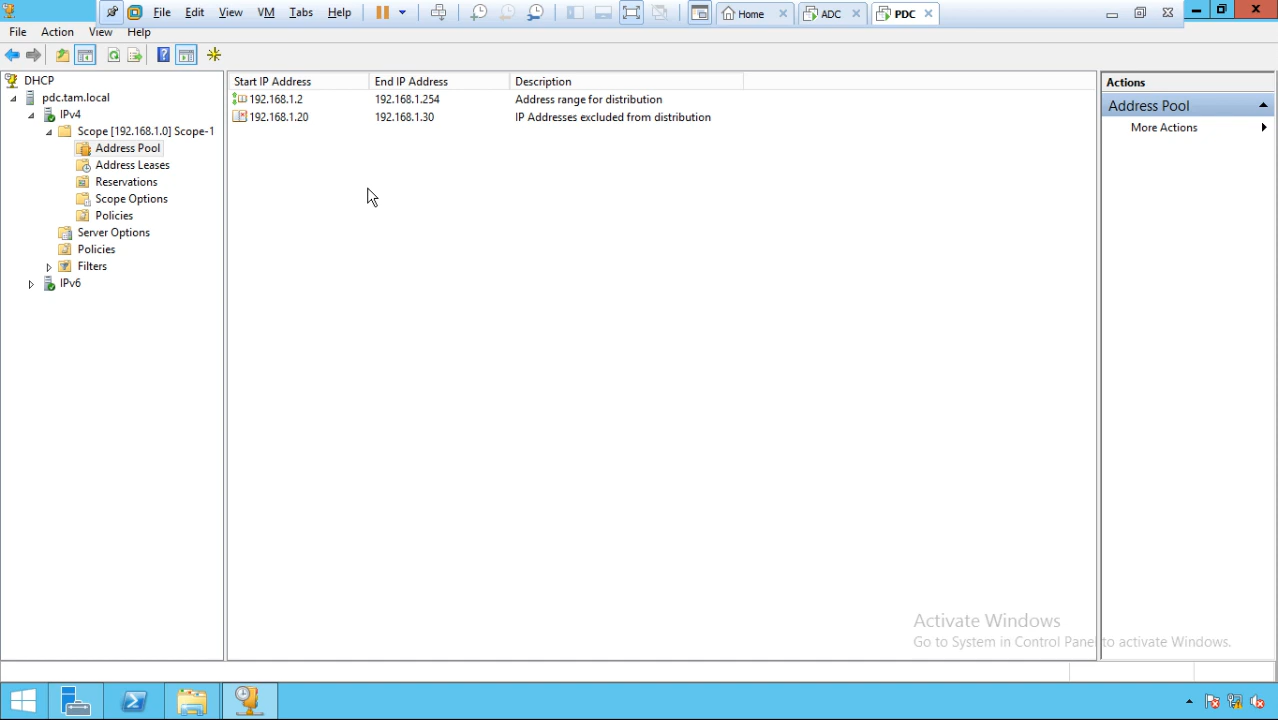 File Edit View VM Tabs Help Home ADC PDC
File Action View Help
DHCP
pdc.tam.local
IPv4
Scope [192.168.1.0] Scope-1
Address Pool
Address Leases
Reservations
Scope Options
Policies
Server Options
Policies
Filters
IPv6
Start IP Address End IP Address Description
192.168.1.2 192.168.1.254 Address range for distribution
192.168.1.20 192.168.1.30 IP Addresses excluded from distribution
Actions
Address Pool
More Actions
Activate Windows
Go to System in Control Panel to activate Windows.